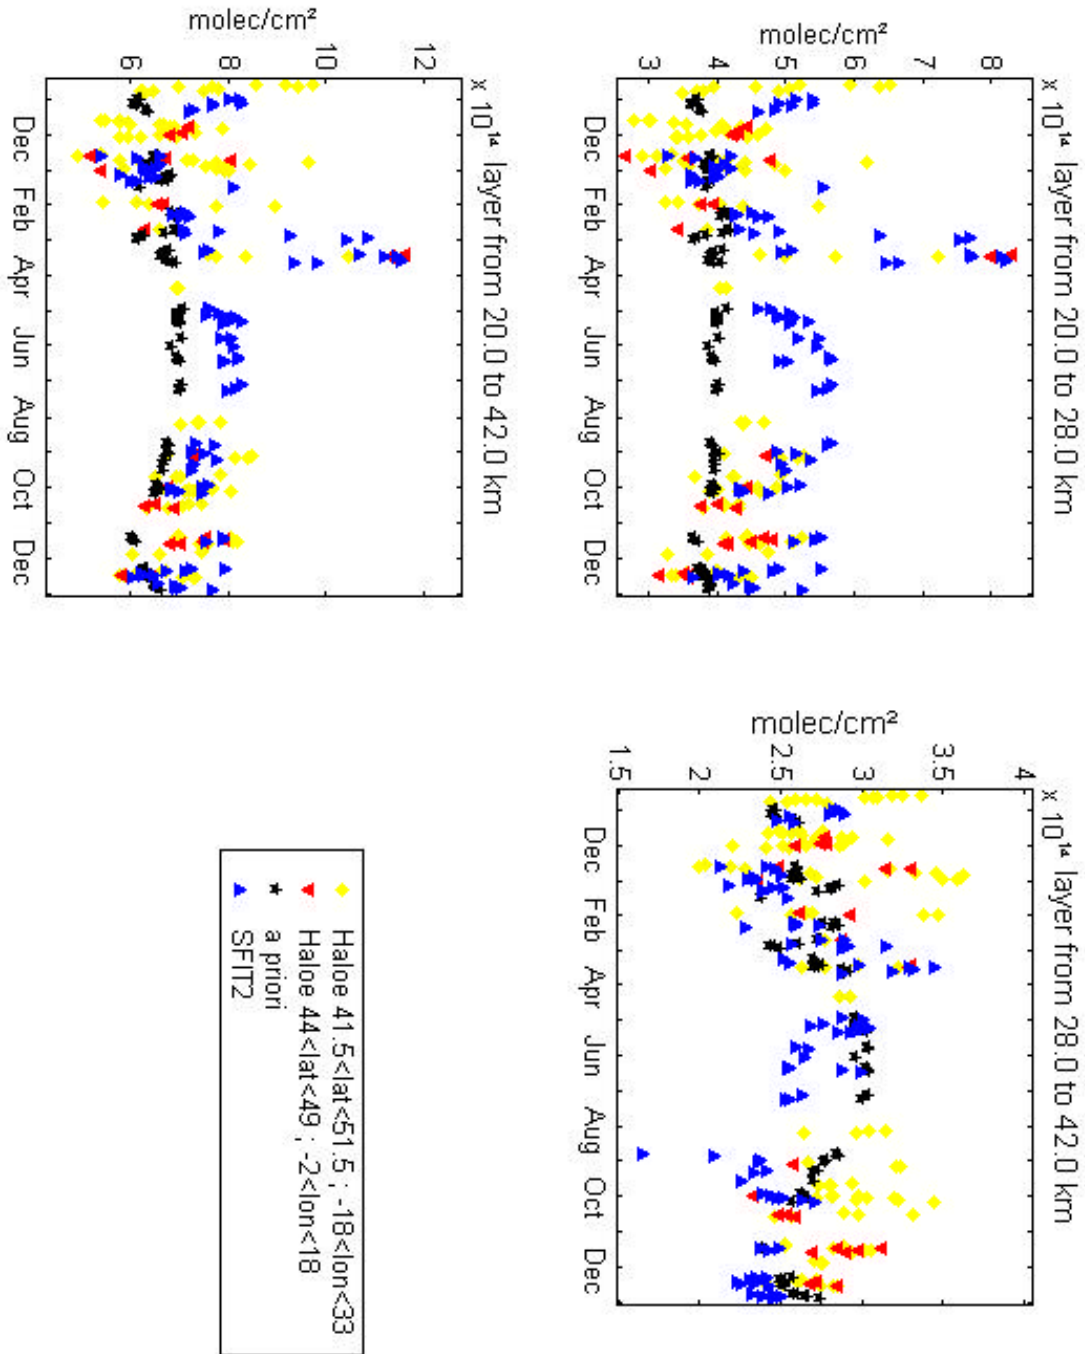 x 10¹⁴ layer from 20.0 to 28.0 km
molec/cm²
8
7
6
5
4
3
Dec Feb Apr Jun Aug Oct Dec
x 10¹⁴ layer from 28.0 to 42.0 km
molec/cm²
4
3.5
3
2.5
2
1.5
Dec Feb Apr Jun Aug Oct Dec
x 10¹⁴ layer from 20.0 to 42.0 km
molec/cm²
12
10
8
6
Dec Feb Apr Jun Aug Oct Dec
Haloe 41.5<lat<51.5 ; -18<lon<33
Haloe 44<lat<49 ; -2<lon<18
a priori
SFIT2